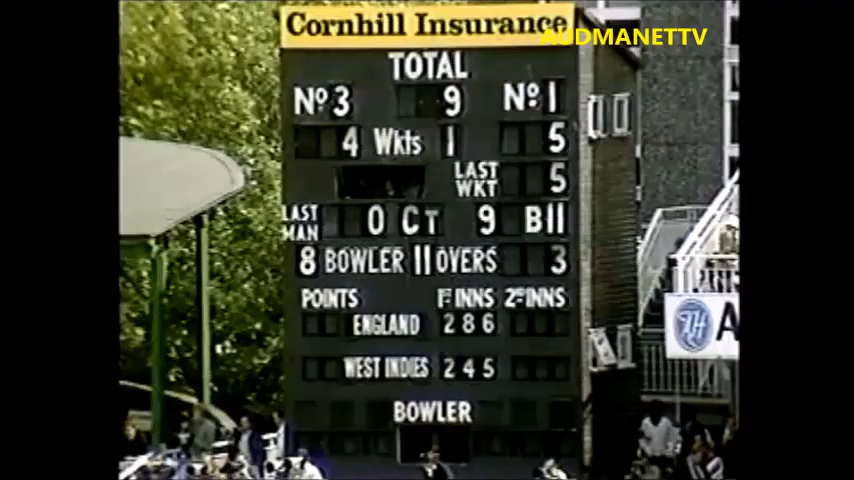 Cornhill Insurance
AUDMANETTV
TOTAL
Nº3 9 Nº1
4 Wkts 1 5
LAST WKT 5
LAST MAN 0 CT 9 B11
8 BOWLER 11 OVERS 3
POINTS 1ST INNS 2ND INNS
ENGLAND 286
WEST INDIES 245
BOWLER
A